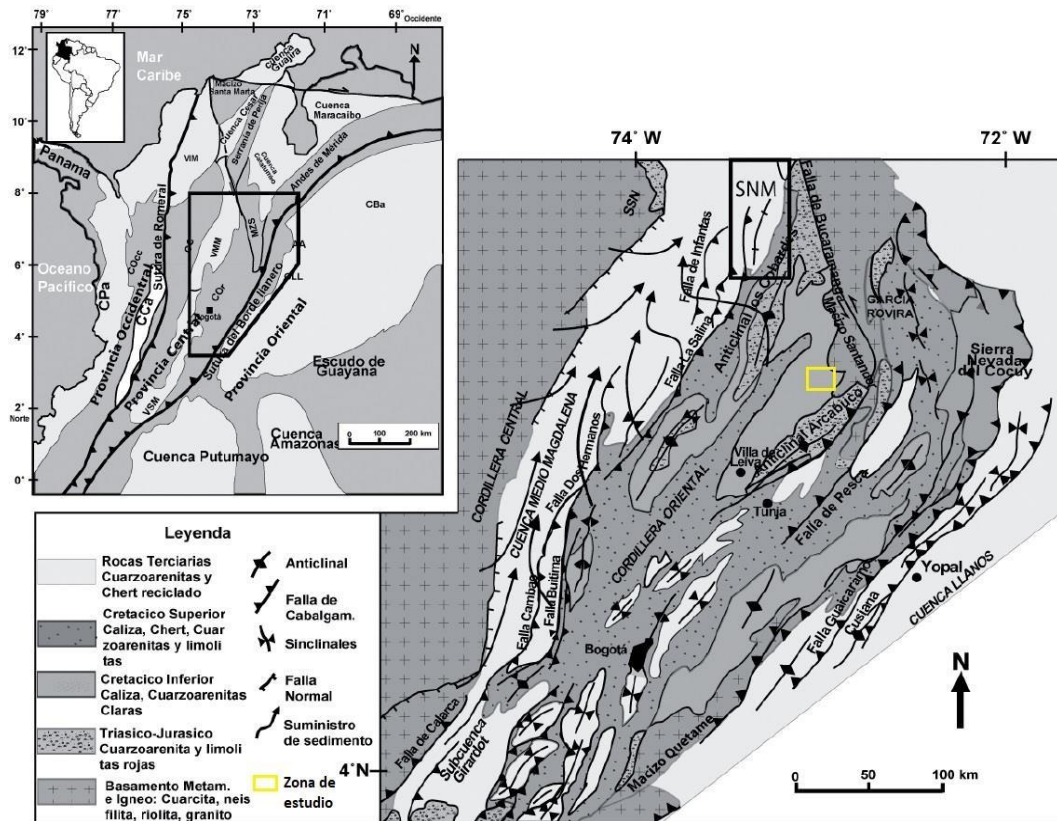 79°
77°
75°
73°
71°
69°
Occidente
12°
10°
8°
6°
4°
2°
Norte
0°
Mar
Caribe
N
Cuenca
Guajira
Macizo
Santa Marta
Cuenca Cesar
Serranía de Perija
Cuenca
Maracaibo
Cuenca
Catatumbo
Andes de Mérida
Panama
VIM
Sutura de Romeral
CBa
SZM
VMM
CC
AA
CLL
COcc
COr
Bogotá
Oceano
Pacífico
CPa
CCa
Provincia Occidental
Provincia Central
Sutura del Borde llanero
Provincia Oriental
VSM
Escudo de
Guayana
Cuenca
Amazonas
Cuenca Putumayo
0 100 200 km
74° W
72° W
SSN
SNM
Falla de Infantas
Falla de Bucaramanga
Anticlinal Los Cobardes
Macizo Santander
GARCIA
ROVIRA
Sierra
Nevada
del Cocuy
Falla La Salina
CORDILLERA CENTRAL
CUENCA MEDIO MAGDALENA
Falla Dos Hermanos
Anticlinal Arcabuco
Villa de
Leiva
Tunja
Falla de Pesca
CORDILLERA ORIENTAL
Yopal
Falla Guaicaramo
Cusiana
CUENCA LLANOS
Falla Cambao
Falla Buitima
Bogotá
Macizo Quetame
Falla de Calarca
Subcuenca
Girardot
4°N
N
0 50 100 km
Leyenda
Rocas Terciarias
Cuarzoarenitas y
Chert reciclado
Cretacico Superior
Caliza, Chert, Cuar
zoarenitas y limoli
tas
Cretacico Inferior
Caliza, Cuarzoarenitas
Claras
Triasico-Jurasico
Cuarzoarenita y limoli
tas rojas
Basamento Metam.
e Igneo: Cuarcita, neis
filita, riolita, granito
Anticlinal
Falla de
Cabalgam.
Sinclinales
Falla
Normal
Suministro
de sedimento
Zona de
estudio